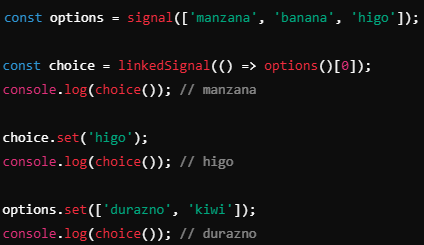 const options = signal(['manzana', 'banana', 'higo']);
const choice = linkedSignal(() => options()[0]);
console.log(choice()); // manzana
choice.set('higo');
console.log(choice()); // higo
options.set(['durazno', 'kiwi']);
console.log(choice()); // durazno